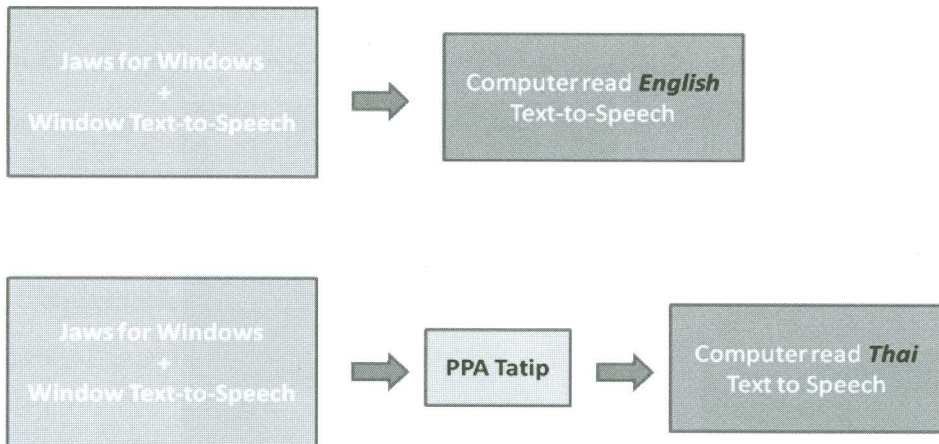 Jaws for Windows
+
Window Text-to-Speech
Computer read English
Text-to-Speech
Jaws for Windows
+
Window Text-to-Speech
PPA Tatip
Computer read Thai
Text to Speech